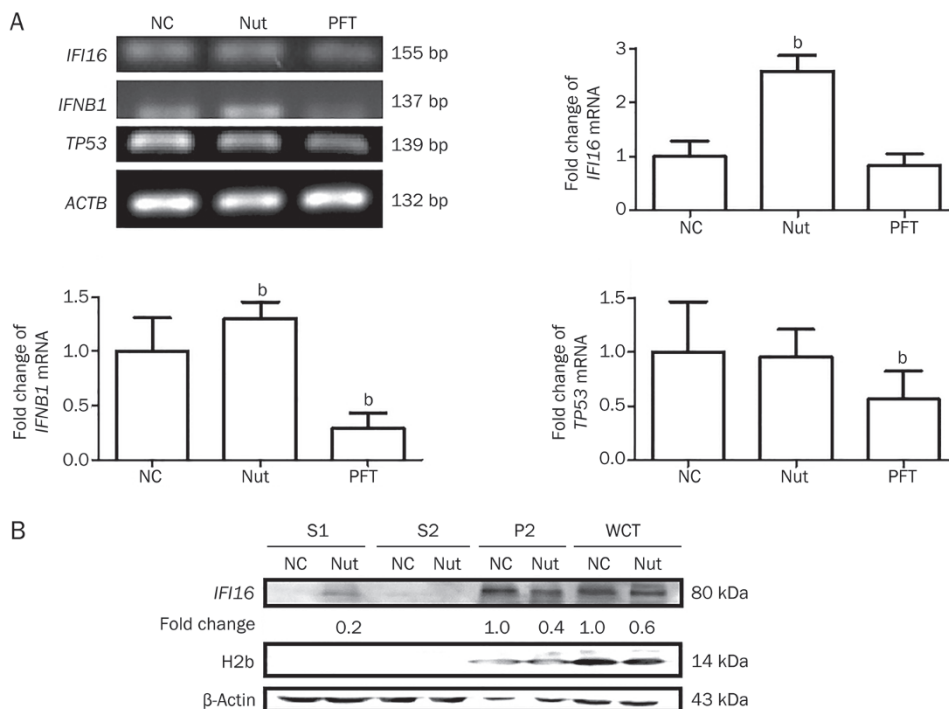 A
NC Nut PFT
IFI16 155 bp
IFNB1 137 bp
TP53 139 bp
ACTB 132 bp
Fold change of
IFI16 mRNA
3
2
1
0
b
NC Nut PFT
Fold change of
IFNB1 mRNA
1.5
1.0
0.5
0.0
b
b
NC Nut PFT
Fold change of
TP53 mRNA
1.5
1.0
0.5
0.0
b
NC Nut PFT
B
S1 S2 P2 WCT
NC Nut NC Nut NC Nut NC Nut
IFI16 80 kDa
Fold change 0.2 1.0 0.4 1.0 0.6
H2b 14 kDa
β-Actin 43 kDa